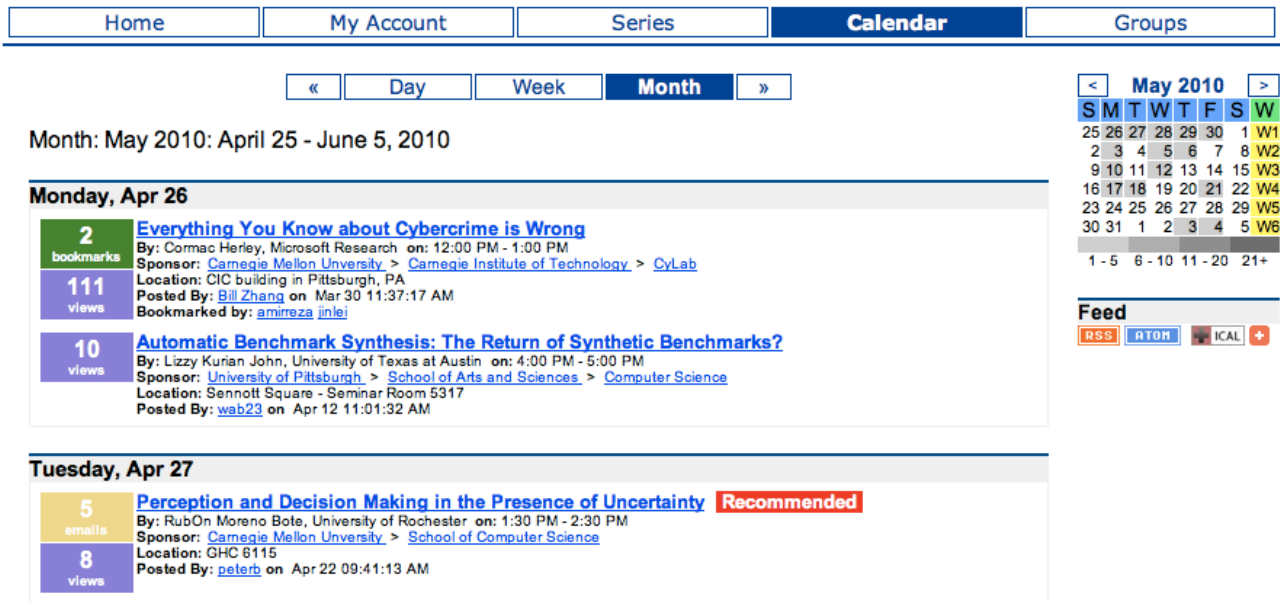 Home My Account Series Calendar Groups
« Day Week Month »
Month: May 2010: April 25 - June 5, 2010
Monday, Apr 26
2
bookmarks
111
views
Everything You Know about Cybercrime is Wrong
By: Cormac Herley, Microsoft Research on: 12:00 PM - 1:00 PM
Sponsor: Carnegie Mellon Unversity > Carnegie Institute of Technology > CyLab
Location: CIC building in Pittsburgh, PA
Posted By: Bill Zhang on Mar 30 11:37:17 AM
Bookmarked by: amirreza jinlei
10
views
Automatic Benchmark Synthesis: The Return of Synthetic Benchmarks?
By: Lizzy Kurian John, University of Texas at Austin on: 4:00 PM - 5:00 PM
Sponsor: University of Pittsburgh > School of Arts and Sciences > Computer Science
Location: Sennott Square - Seminar Room 5317
Posted By: wab23 on Apr 12 11:01:32 AM
Tuesday, Apr 27
5
emails
8
views
Perception and Decision Making in the Presence of Uncertainty Recommended
By: RubOn Moreno Bote, University of Rochester on: 1:30 PM - 2:30 PM
Sponsor: Carnegie Mellon Unversity > School of Computer Science
Location: GHC 6115
Posted By: peterb on Apr 22 09:41:13 AM
< May 2010 >
S M T W T F S W
25 26 27 28 29 30 1 W1
2 3 4 5 6 7 8 W2
9 10 11 12 13 14 15 W3
16 17 18 19 20 21 22 W4
23 24 25 26 27 28 29 W5
30 31 1 2 3 4 5 W6
1 - 5 6 - 10 11 - 20 21+
Feed
RSS ATOM ICAL +